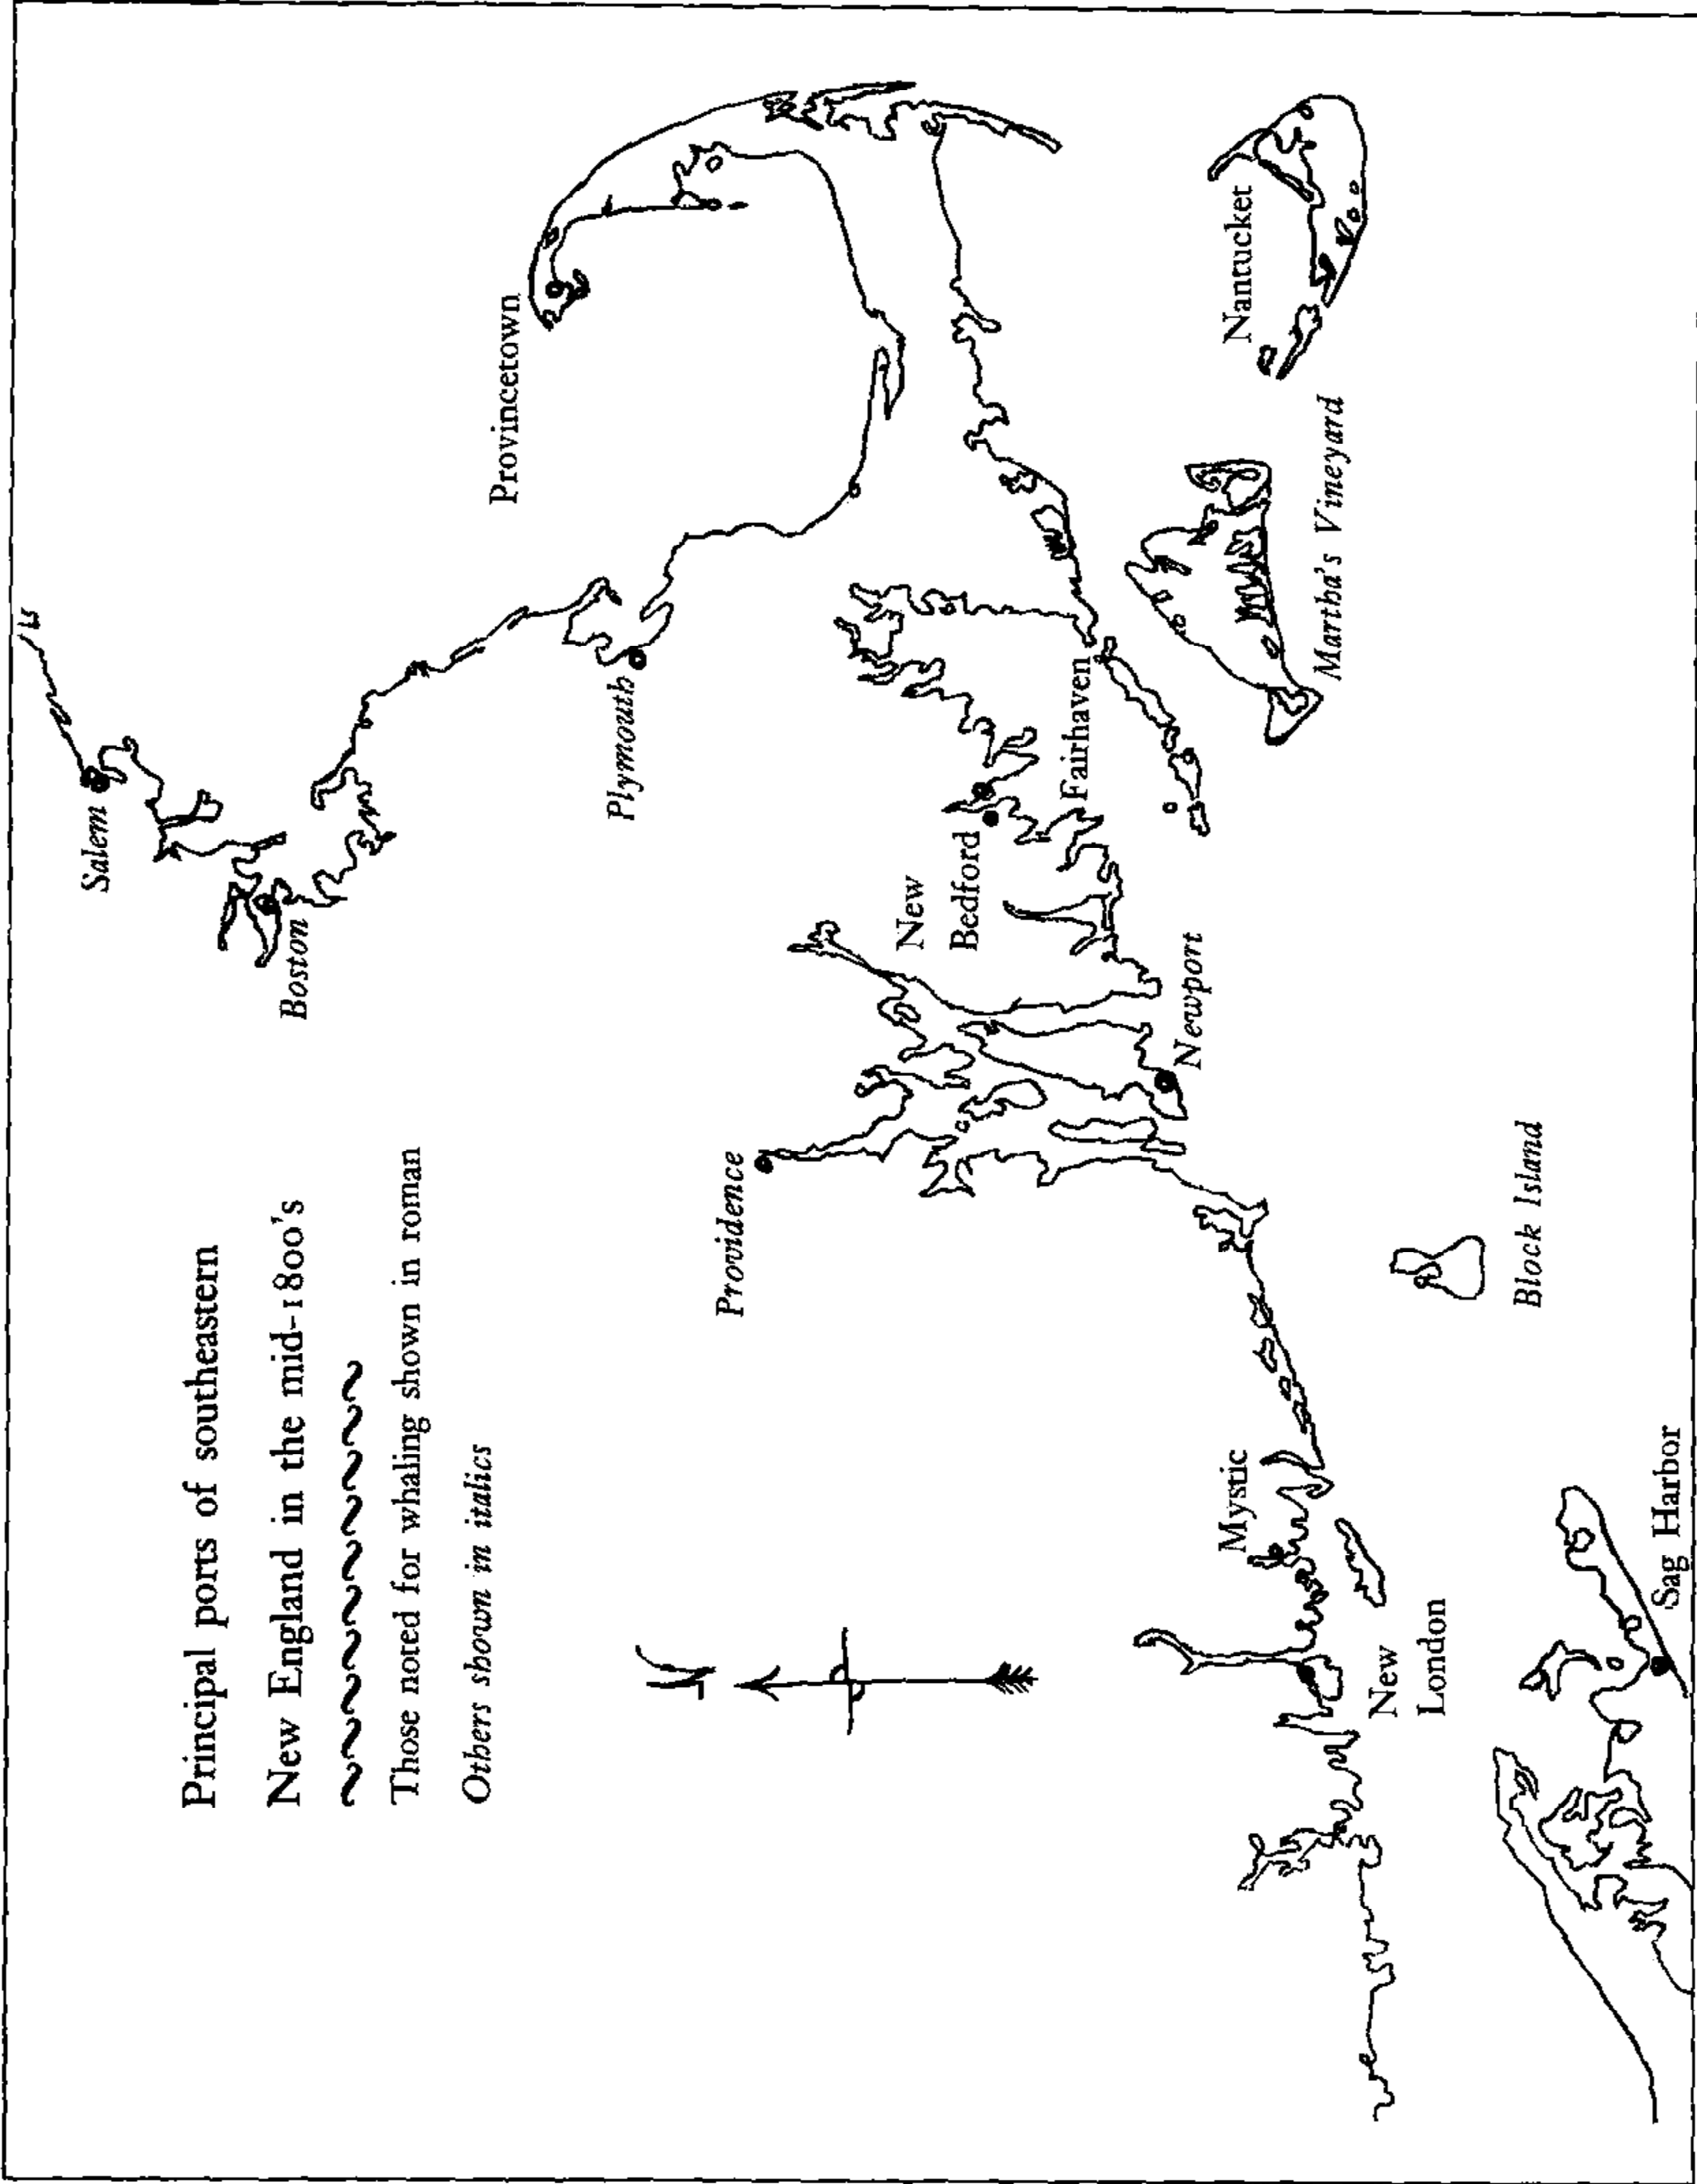 Principal ports of southeastern
New England in the mid-1800's
Those noted for whaling shown in roman
Others shown in italics
N
Salem
Boston
Provincetown
Plymouth
Providence
New
Bedford
Fairhaven
Newport
Nantucket
Martha's Vineyard
Block Island
Mystic
New
London
Sag Harbor